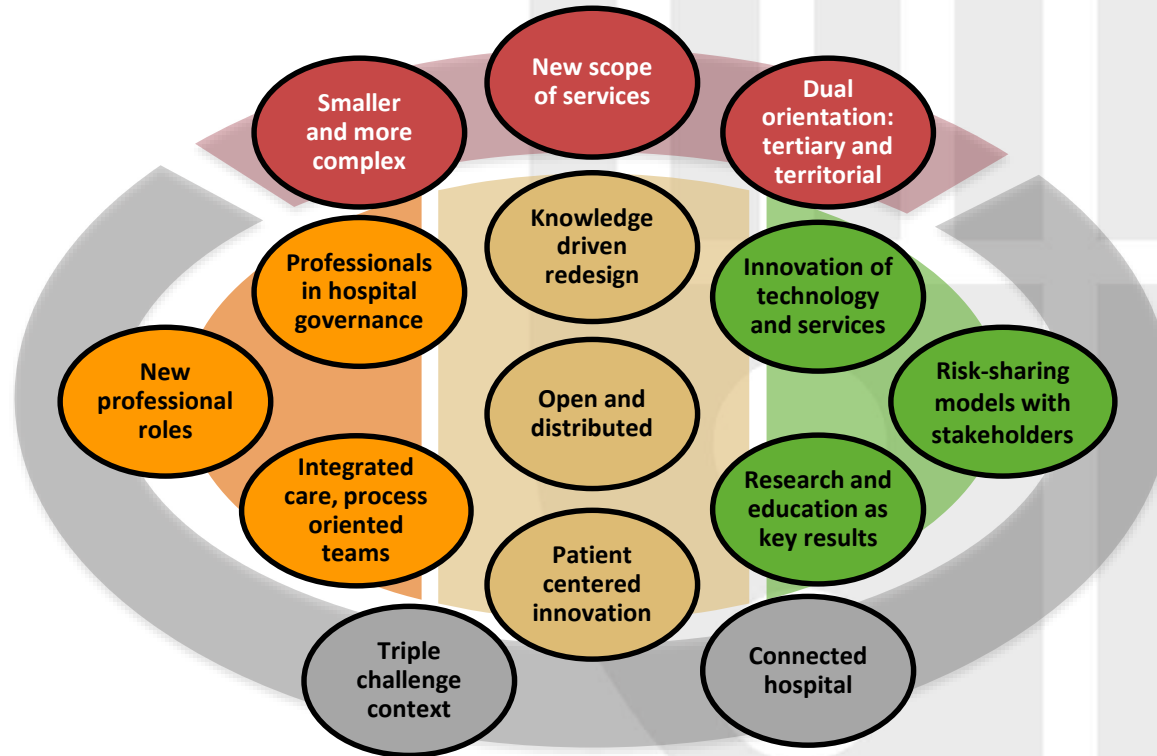 New scope
of services
Smaller
and more
complex
Dual
orientation:
tertiary and
territorial
Knowledge
driven
redesign
Professionals
in hospital
governance
Innovation of
technology
and services
New
professional
roles
Open and
distributed
Risk-sharing
models with
stakeholders
Integrated
care, process
oriented
teams
Research and
education as
key results
Patient
centered
innovation
Triple
challenge
context
Connected
hospital